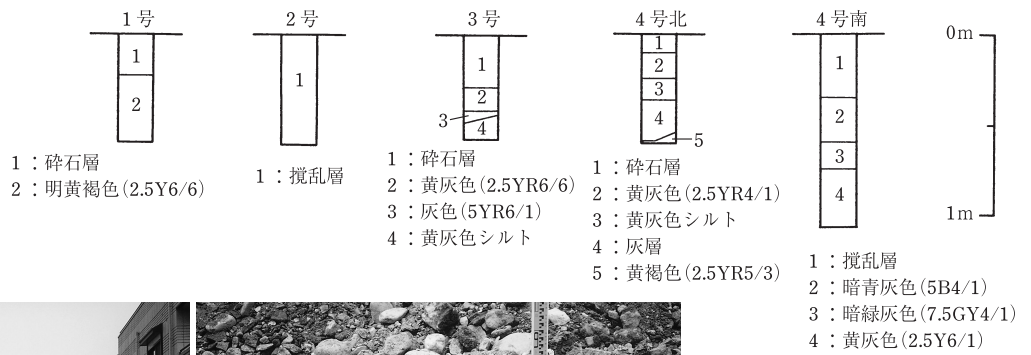 1号
1
2
1：砕石層
2：明黄褐色(2.5Y6/6)
2号
1
1：撹乱層
3号
1
2
3
4
1：砕石層
2：黄灰色(2.5YR6/6)
3：灰色(5YR6/1)
4：黄灰色シルト
4号北
1
2
3
4
5
1：砕石層
2：黄灰色(2.5YR4/1)
3：黄灰色シルト
4：灰層
5：黄褐色(2.5YR5/3)
4号南
1
2
3
4
1：撹乱層
2：暗青灰色(5B4/1)
3：暗緑灰色(7.5GY4/1)
4：黄灰色(2.5Y6/1)
0m
1m